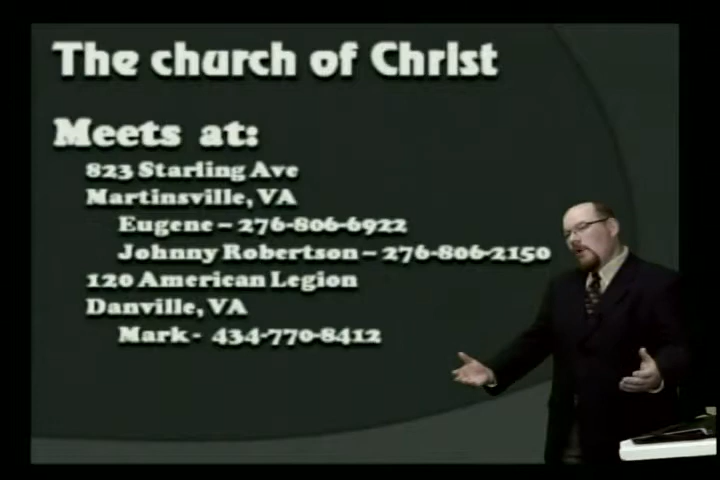 The church of Christ
Meets at:
823 Starling Ave
Martinsville, VA
Eugene - 276-806-6922
Johnny Robertson - 276-806-2150
120 American Legion
Danville, VA
Mark - 434-770-8412